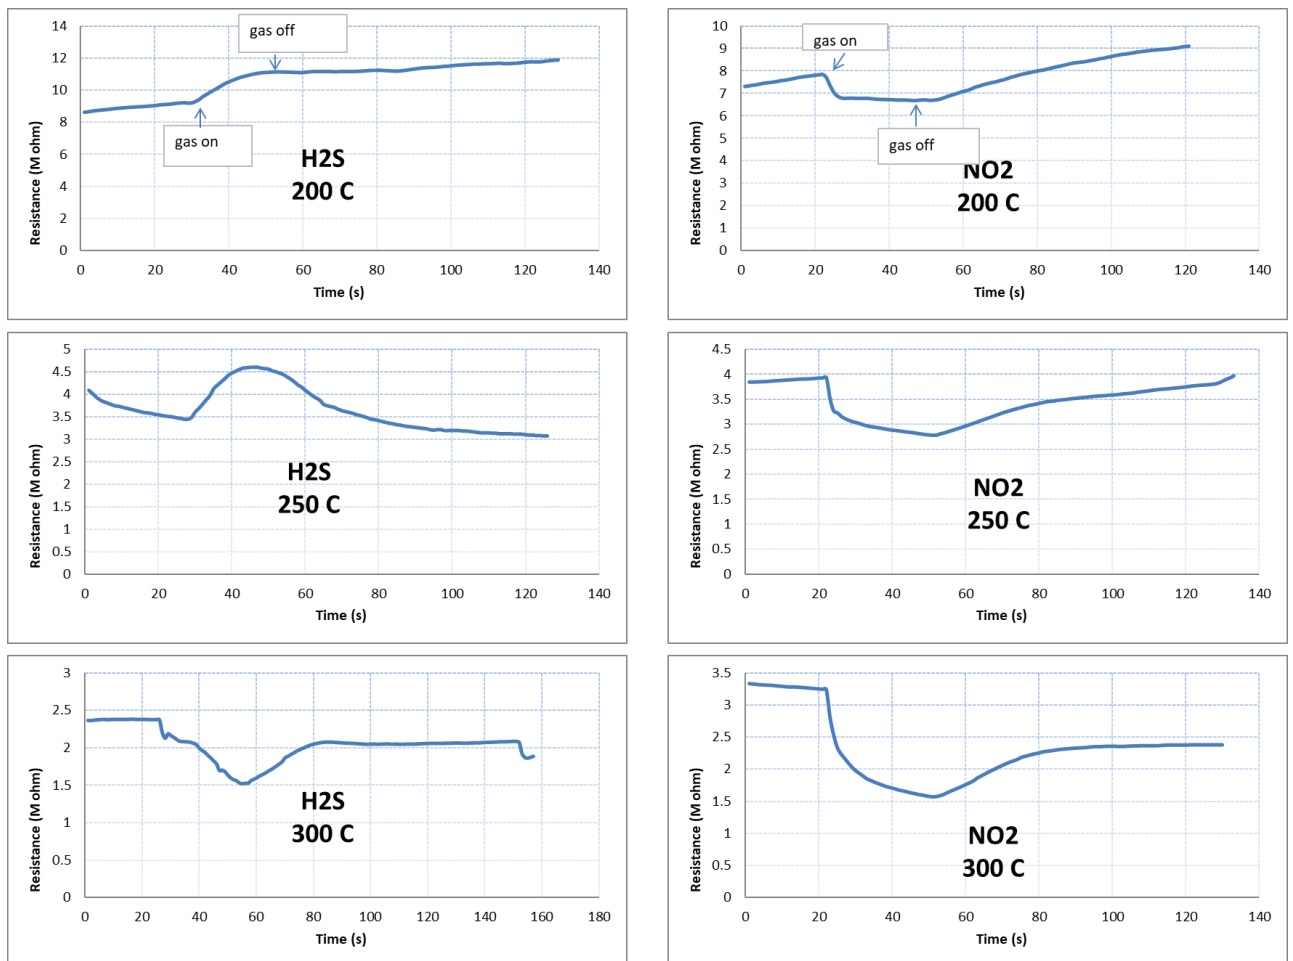 14
12
10
8
6
4
2
0
Resistance (M ohm)
gas off
gas on
H2S
200 C
0 20 40 60 80 100 120 140
Time (s)
10
9
8
7
6
5
4
3
2
1
0
Resistance (M ohm)
gas on
gas off
NO2
200 C
0 20 40 60 80 100 120 140
Time (s)
5
4.5
4
3.5
3
2.5
2
1.5
1
0.5
0
Resistance (M ohm)
H2S
250 C
0 20 40 60 80 100 120 140
Time (s)
4.5
4
3.5
3
2.5
2
1.5
1
0.5
0
Resistance (M ohm)
NO2
250 C
0 20 40 60 80 100 120 140
Time (s)
3
2.5
2
1.5
1
0.5
0
Resistance (M ohm)
H2S
300 C
0 20 40 60 80 100 120 140 160 180
Time (s)
3.5
3
2.5
2
1.5
1
0.5
0
Resistance (M ohm)
NO2
300 C
0 20 40 60 80 100 120 140
Time (s)